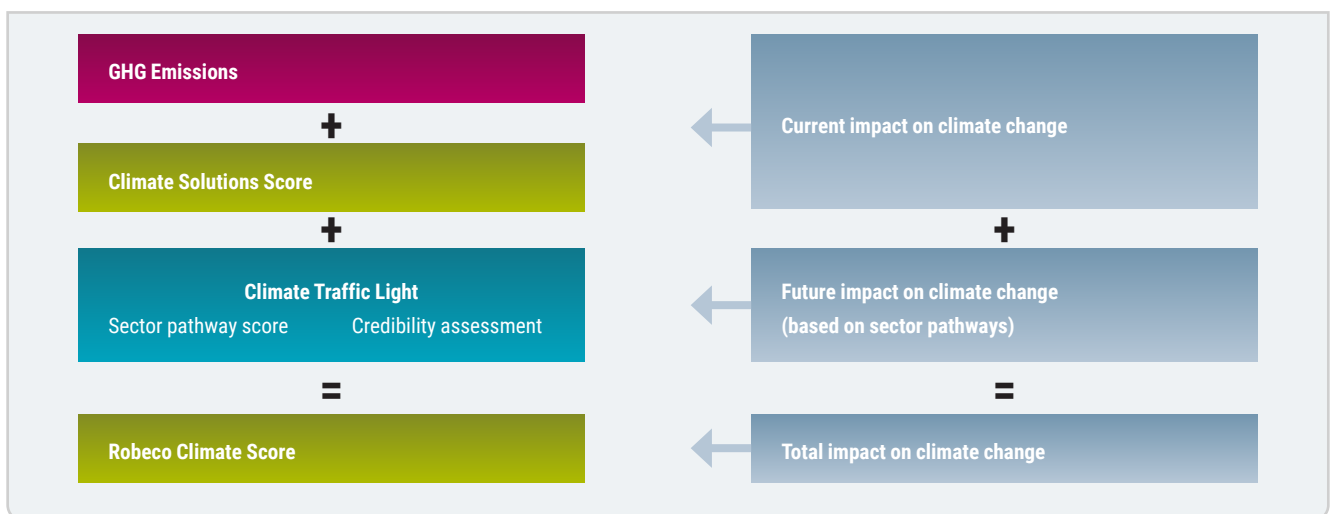 GHG Emissions
+
Climate Solutions Score
+
Climate Traffic Light
Sector pathway score Credibility assessment
=
Robeco Climate Score
Current impact on climate change
+
Future impact on climate change
(based on sector pathways)
=
Total impact on climate change